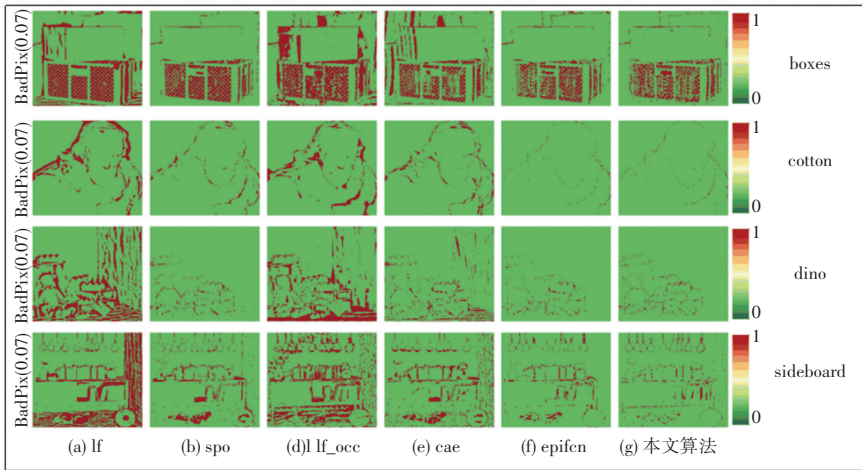 BadPix(0.07)
1
0
boxes
BadPix(0.07)
1
0
cotton
BadPix(0.07)
1
0
dino
BadPix(0.07)
1
0
sideboard
(a) lf
(b) spo
(d)l lf_occ
(e) cae
(f) epifcn
(g) 本文算法